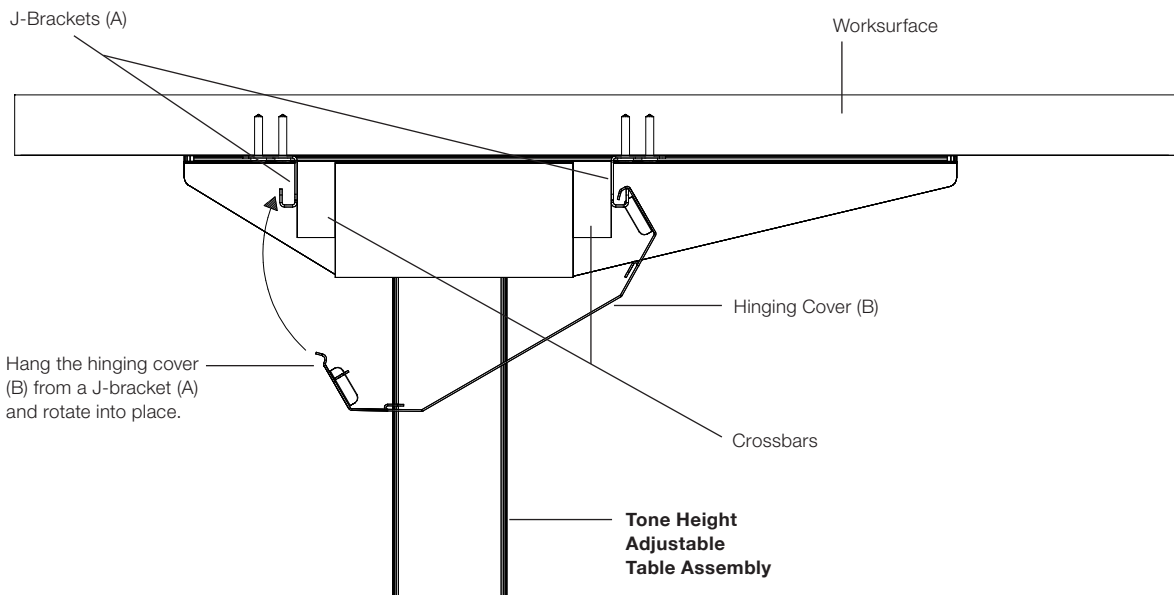 J-Brackets (A)
Worksurface
Hinging Cover (B)
Hang the hinging cover
(B) from a J-bracket (A)
and rotate into place.
Crossbars
Tone Height
Adjustable
Table Assembly